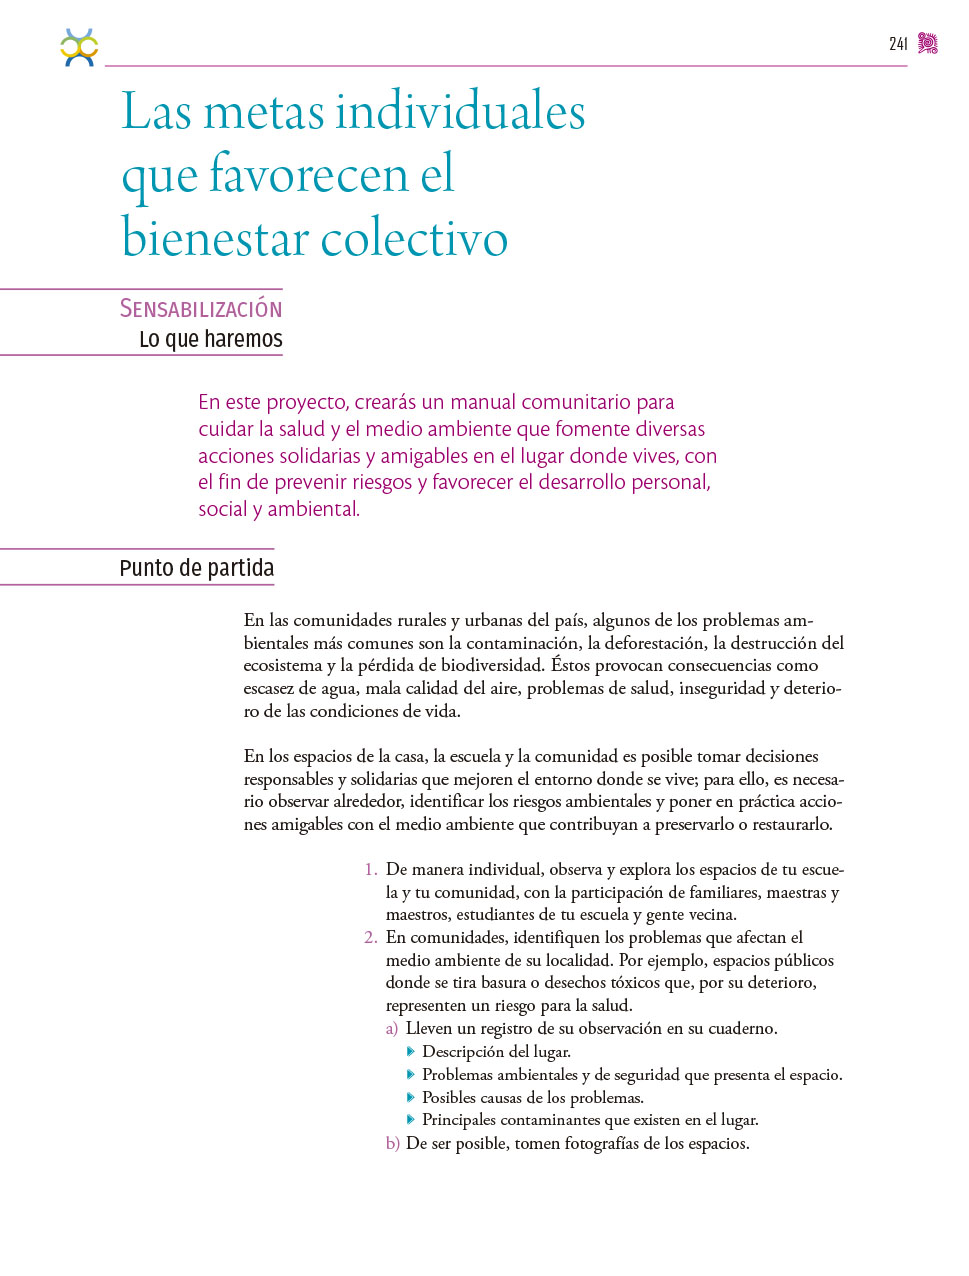 241
Las metas individuales
que favorecen el
bienestar colectivo
Sensabilización
Lo que haremos
En este proyecto, crearás un manual comunitario para
cuidar la salud y el medio ambiente que fomente diversas
acciones solidarias y amigables en el lugar donde vives, con
el fin de prevenir riesgos y favorecer el desarrollo personal,
social y ambiental.
Punto de partida
En las comunidades rurales y urbanas del país, algunos de los problemas am-
bientales más comunes son la contaminación, la deforestación, la destrucción del
ecosistema y la pérdida de biodiversidad. Éstos provocan consecuencias como
escasez de agua, mala calidad del aire, problemas de salud, inseguridad y deterio-
ro de las condiciones de vida.
En los espacios de la casa, la escuela y la comunidad es posible tomar decisiones
responsables y solidarias que mejoren el entorno donde se vive; para ello, es necesa-
rio observar alrededor, identificar los riesgos ambientales y poner en práctica accio-
nes amigables con el medio ambiente que contribuyan a preservarlo o restaurarlo.
1. De manera individual, observa y explora los espacios de tu escue-
la y tu comunidad, con la participación de familiares, maestras y
maestros, estudiantes de tu escuela y gente vecina.
2. En comunidades, identifiquen los problemas que afectan el
medio ambiente de su localidad. Por ejemplo, espacios públicos
donde se tira basura o desechos tóxicos que, por su deterioro,
representen un riesgo para la salud.
a) Lleven un registro de su observación en su cuaderno.
Descripción del lugar.
Problemas ambientales y de seguridad que presenta el espacio.
Posibles causas de los problemas.
Principales contaminantes que existen en el lugar.
b) De ser posible, tomen fotografías de los espacios.